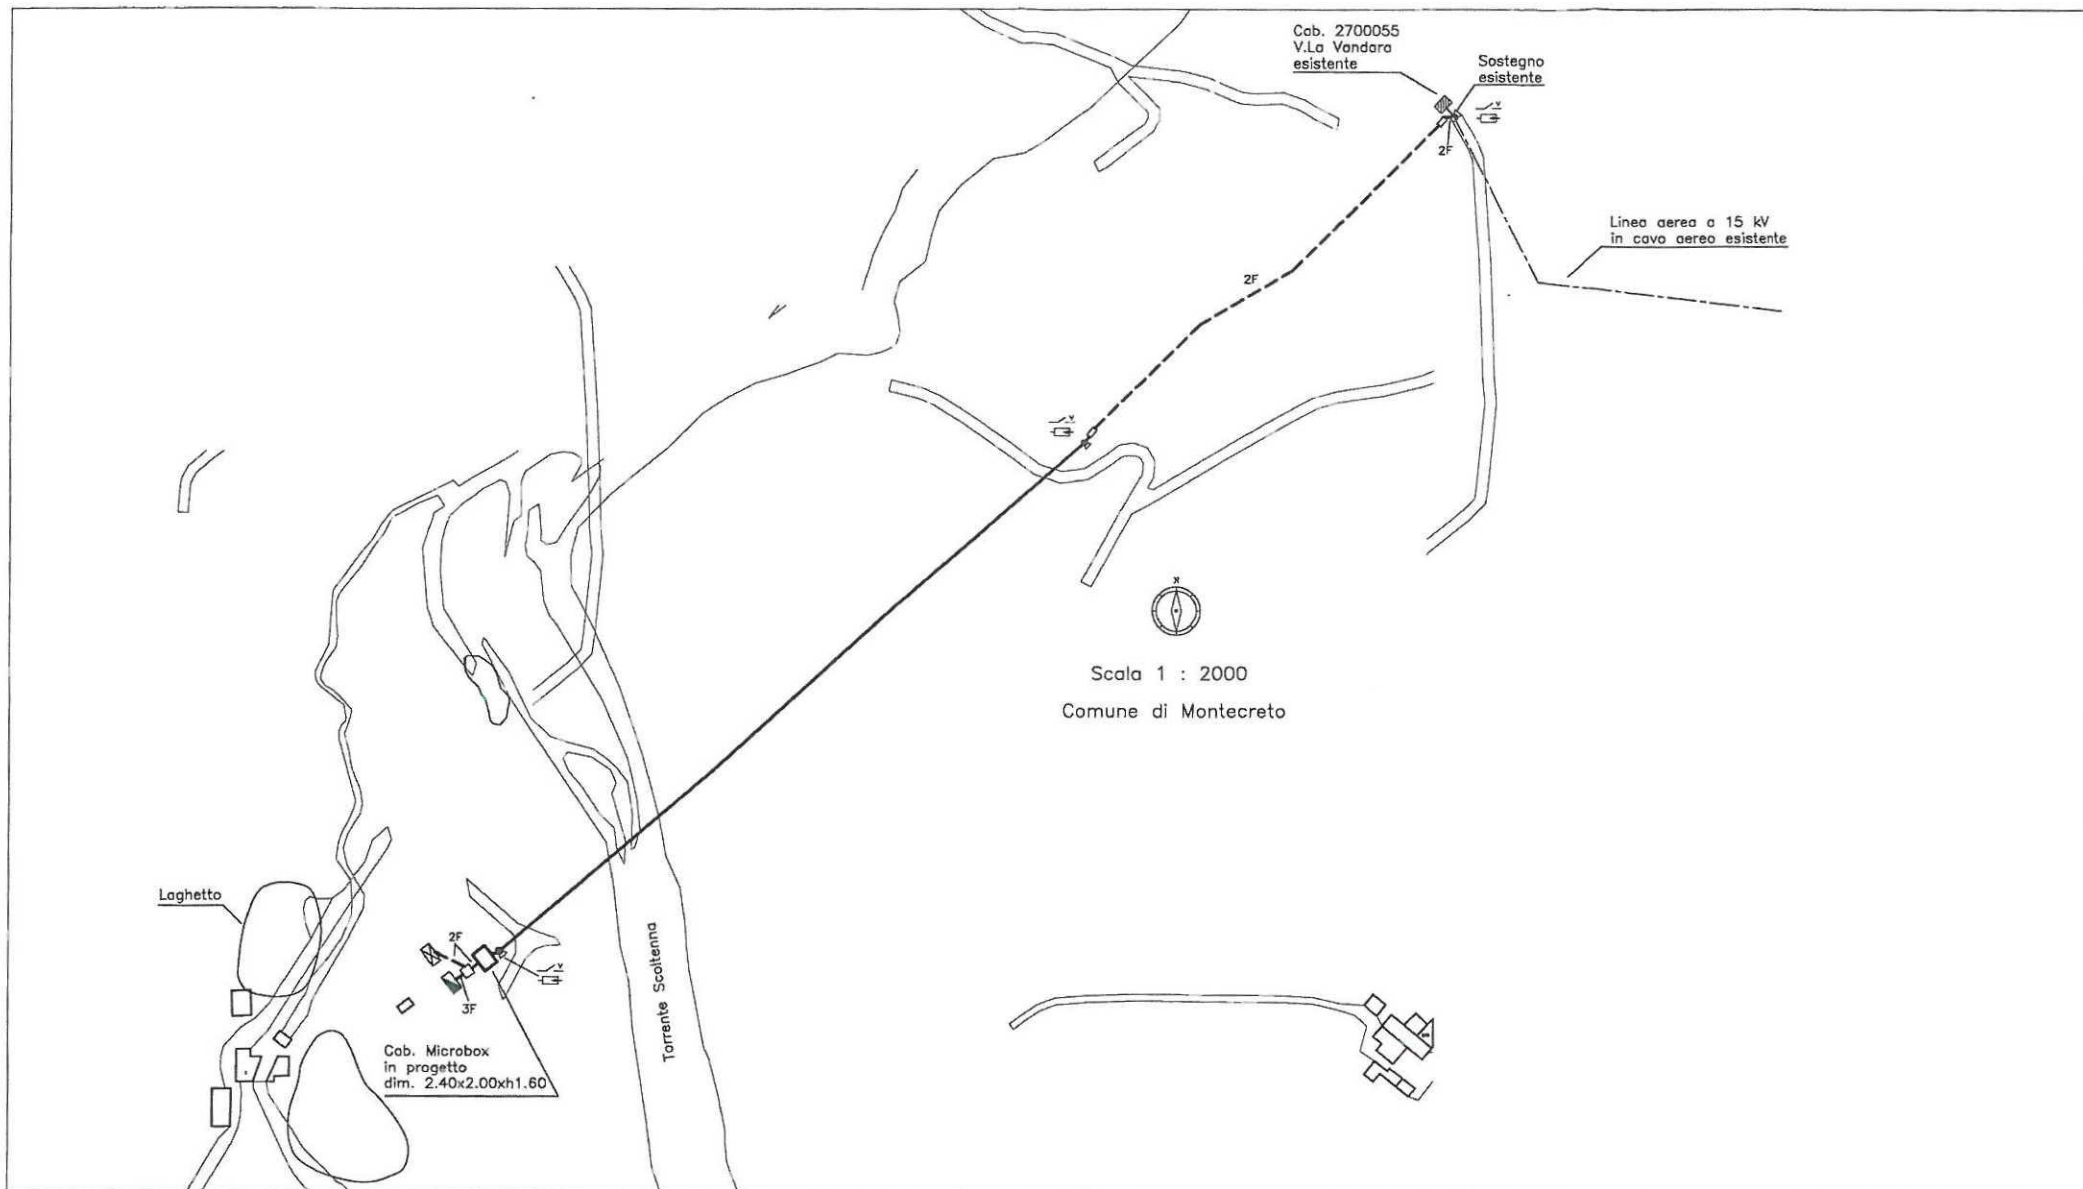 Cab. 2700055
V.La Vandara
esistente
Sostegno
esistente
v
2F
Linea aerea a 15 kV
in cavo aereo esistente
2F
v
N
Scala 1 : 2000
Comune di Montecreto
Laghetto
2F
v
3F
Torrente Scoltenna
Cab. Microbox
in progetto
dim. 2.40x2.00xh1.60